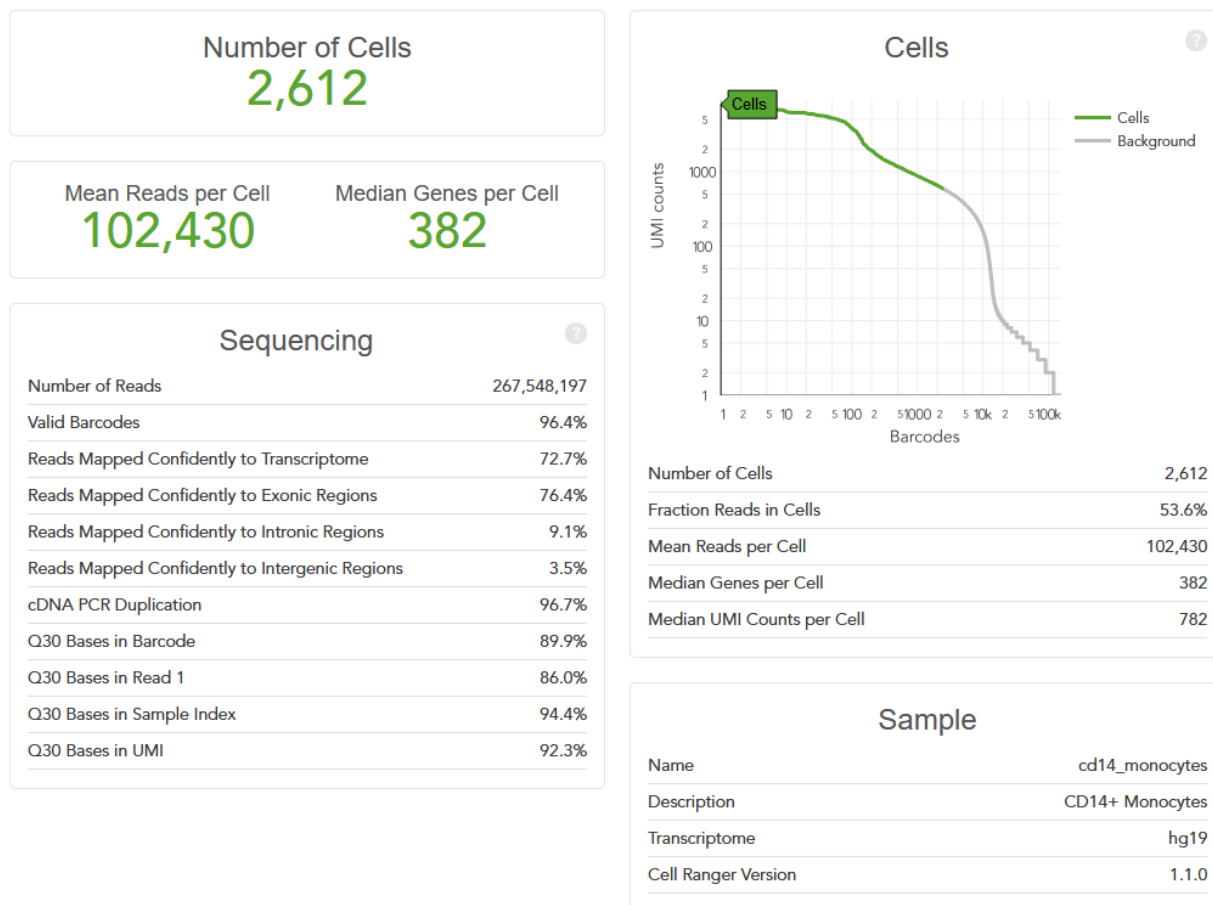 Number of Cells
2,612
Mean Reads per Cell Median Genes per Cell
102,430 382
Sequencing ?
Number of Reads 267,548,197
Valid Barcodes 96.4%
Reads Mapped Confidently to Transcriptome 72.7%
Reads Mapped Confidently to Exonic Regions 76.4%
Reads Mapped Confidently to Intronic Regions 9.1%
Reads Mapped Confidently to Intergenic Regions 3.5%
cDNA PCR Duplication 96.7%
Q30 Bases in Barcode 89.9%
Q30 Bases in Read 1 86.0%
Q30 Bases in Sample Index 94.4%
Q30 Bases in UMI 92.3%
Cells ?
Cells
Cells
Background
UMI counts
5
2
1000
5
2
100
5
2
10
5
2
1
1 2 5 10 2 5 100 2 5 1000 2 5 10k 2 5 100k
Barcodes
Number of Cells 2,612
Fraction Reads in Cells 53.6%
Mean Reads per Cell 102,430
Median Genes per Cell 382
Median UMI Counts per Cell 782
Sample
Name cd14_monocytes
Description CD14+ Monocytes
Transcriptome hg19
Cell Ranger Version 1.1.0